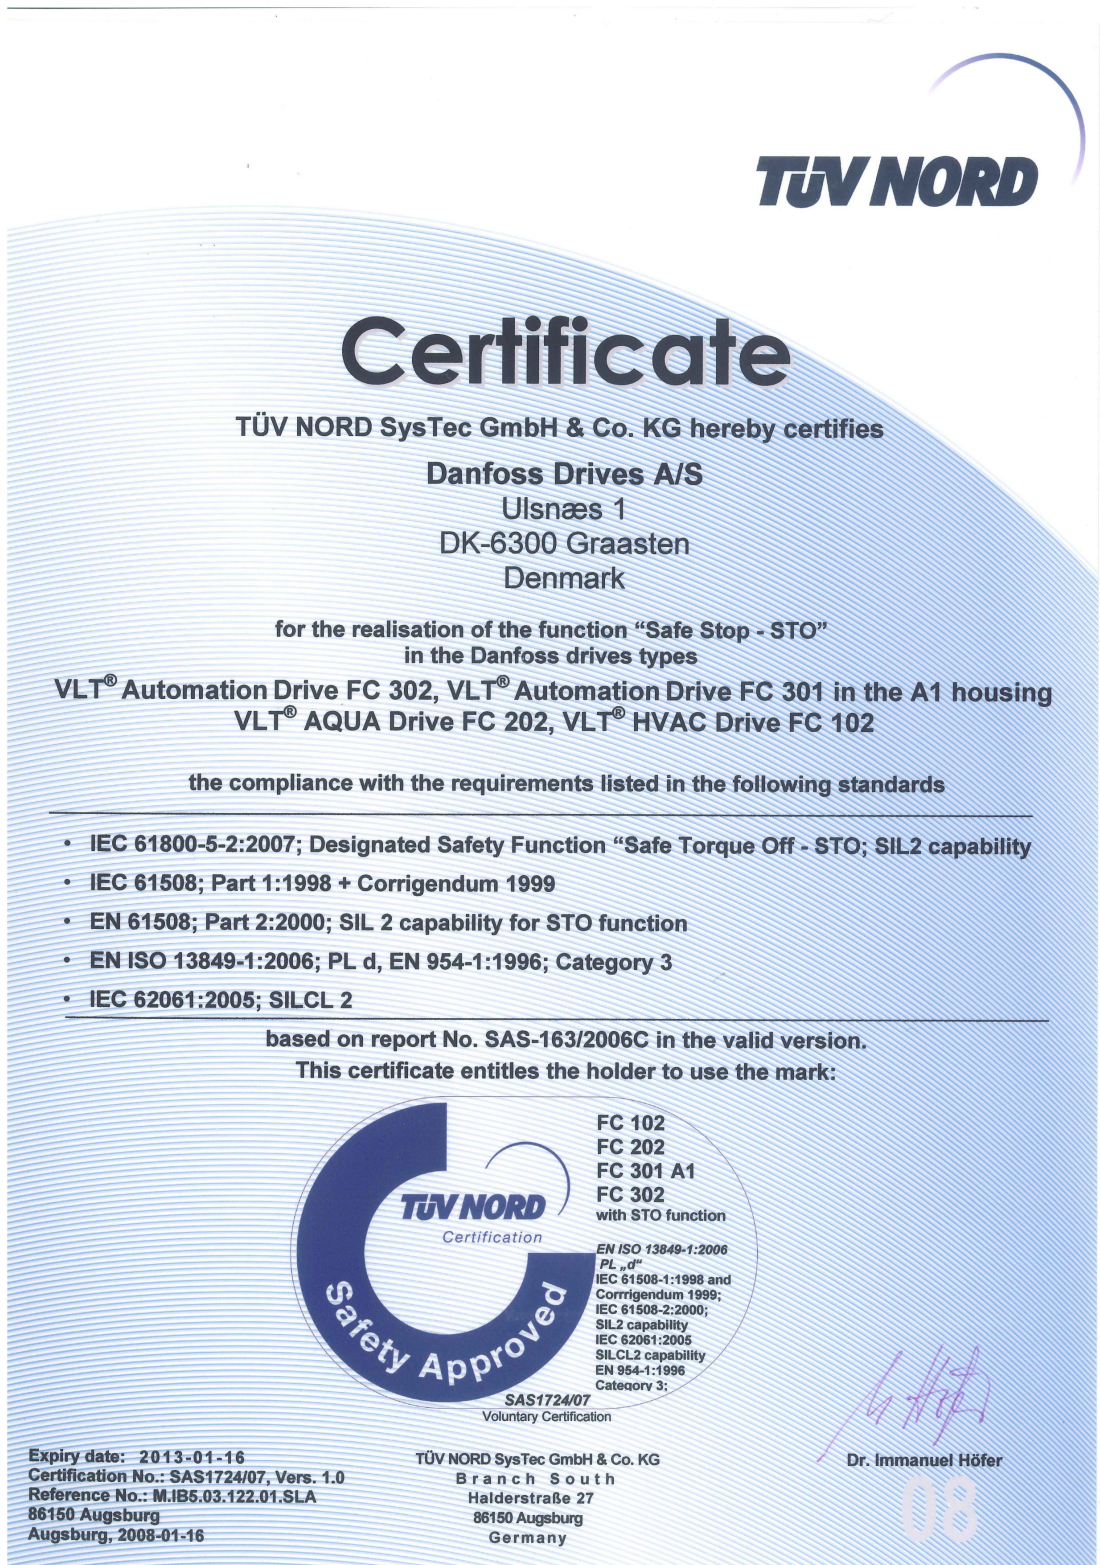 TÜV NORD
Certificate
TÜV NORD SysTec GmbH & Co. KG hereby certifies
Danfoss Drives A/S
Ulsnæs 1
DK-6300 Graasten
Denmark
for the realisation of the function “Safe Stop - STO”
in the Danfoss drives types
VLT® Automation Drive FC 302, VLT® Automation Drive FC 301 in the A1 housing
VLT® AQUA Drive FC 202, VLT® HVAC Drive FC 102
the compliance with the requirements listed in the following standards
• IEC 61800-5-2:2007; Designated Safety Function “Safe Torque Off - STO; SIL2 capability
• IEC 61508; Part 1:1998 + Corrigendum 1999
• EN 61508; Part 2:2000; SIL 2 capability for STO function
• EN ISO 13849-1:2006; PL d, EN 954-1:1996; Category 3
• IEC 62061:2005; SILCL 2
based on report No. SAS-163/2006C in the valid version.
This certificate entitles the holder to use the mark:
TÜV NORD
Certification
Safety Approved
FC 102
FC 202
FC 301 A1
FC 302
with STO function
EN ISO 13849-1:2006
PL „d“
IEC 61508-1:1998 and
Corrrigendum 1999;
IEC 61508-2:2000;
SIL2 capability
IEC 62061:2005
SILCL2 capability
EN 954-1:1996
Category 3;
SAS1724/07
Voluntary Certification
Expiry date: 2013-01-16
Certification No.: SAS1724/07, Vers. 1.0
Reference No.: M.IB5.03.122.01.SLA
86150 Augsburg
Augsburg, 2008-01-16
TÜV NORD SysTec GmbH & Co. KG
Branch South
Halderstraße 27
86150 Augsburg
Germany
Dr. Immanuel Höfer
08